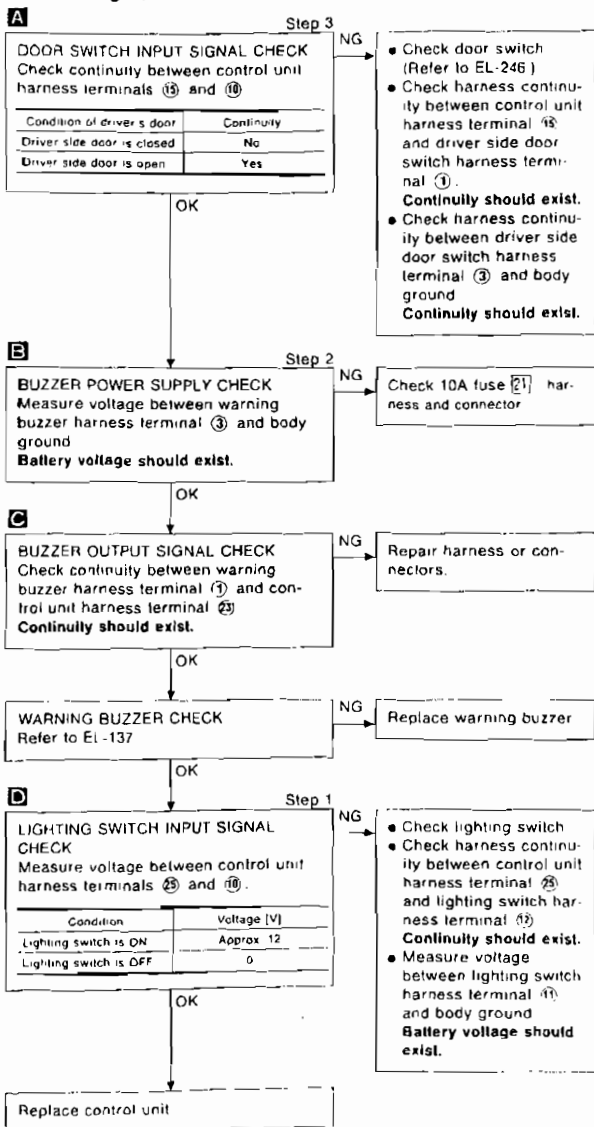 A
Step 3
DOOR SWITCH INPUT SIGNAL CHECK
Check continuity between control unit
harness terminals ⑮ and ⑩
Condition of driver s door Continuity
Driver side door is closed No
Driver side door is open Yes
NG
● Check door switch
(Refer to EL-246 )
● Check harness continu-
ity between control unit
harness terminal ⑮
and driver side door
switch harness termi-
nal ①.
Continuity should exist.
● Check harness continu-
ity between driver side
door switch harness
terminal ③ and body
ground
Continuity should exist.
OK
B
Step 2
BUZZER POWER SUPPLY CHECK
Measure voltage between warning
buzzer harness terminal ③ and body
ground
Battery voltage should exist.
NG
Check 10A fuse 21 har-
ness and connector
OK
C
BUZZER OUTPUT SIGNAL CHECK
Check continuity between warning
buzzer harness terminal ① and con-
trol unit harness terminal ㉓
Continuity should exist.
NG
Repair harness or con-
nectors.
OK
WARNING BUZZER CHECK
Refer to EL-137
NG
Replace warning buzzer
OK
D
Step 1
LIGHTING SWITCH INPUT SIGNAL
CHECK
Measure voltage between control unit
harness terminals ㉕ and ⑩.
Condition Voltage [V]
Lighting switch is ON Approx 12
Lighting switch is OFF 0
NG
● Check lighting switch
● Check harness continu-
ity between control unit
harness terminal ㉕
and lighting switch har-
ness terminal ⑫
Continuity should exist.
● Measure voltage
between lighting switch
harness terminal ⑪
and body ground
Battery voltage should
exist.
OK
Replace control unit